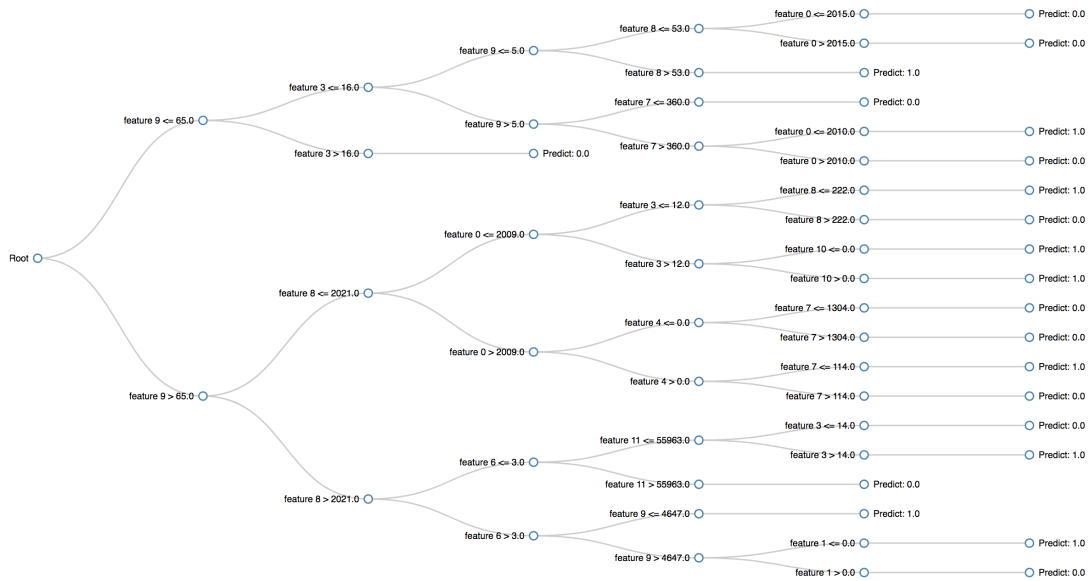 feature 0 <= 2015.0 Predict: 0.0
feature 8 <= 53.0
feature 0 > 2015.0 Predict: 0.0
feature 9 <= 5.0
feature 8 > 53.0 Predict: 1.0
feature 3 <= 16.0
feature 7 <= 360.0 Predict: 0.0
feature 9 <= 65.0
feature 9 > 5.0
feature 0 <= 2010.0 Predict: 1.0
feature 7 > 360.0
feature 3 > 16.0 Predict: 0.0
feature 0 > 2010.0 Predict: 0.0
feature 8 <= 222.0 Predict: 1.0
feature 3 <= 12.0
feature 8 > 222.0 Predict: 0.0
feature 0 <= 2009.0
feature 10 <= 0.0 Predict: 1.0
Root
feature 3 > 12.0
feature 10 > 0.0 Predict: 1.0
feature 8 <= 2021.0
feature 7 <= 1304.0 Predict: 0.0
feature 4 <= 0.0
feature 7 > 1304.0 Predict: 0.0
feature 0 > 2009.0
feature 7 <= 114.0 Predict: 1.0
feature 4 > 0.0
feature 9 > 65.0
feature 7 > 114.0 Predict: 0.0
feature 3 <= 14.0 Predict: 0.0
feature 11 <= 55963.0
feature 3 > 14.0 Predict: 1.0
feature 6 <= 3.0
feature 11 > 55963.0 Predict: 0.0
feature 8 > 2021.0
feature 9 <= 4647.0 Predict: 1.0
feature 6 > 3.0
feature 1 <= 0.0 Predict: 1.0
feature 9 > 4647.0
feature 1 > 0.0 Predict: 0.0